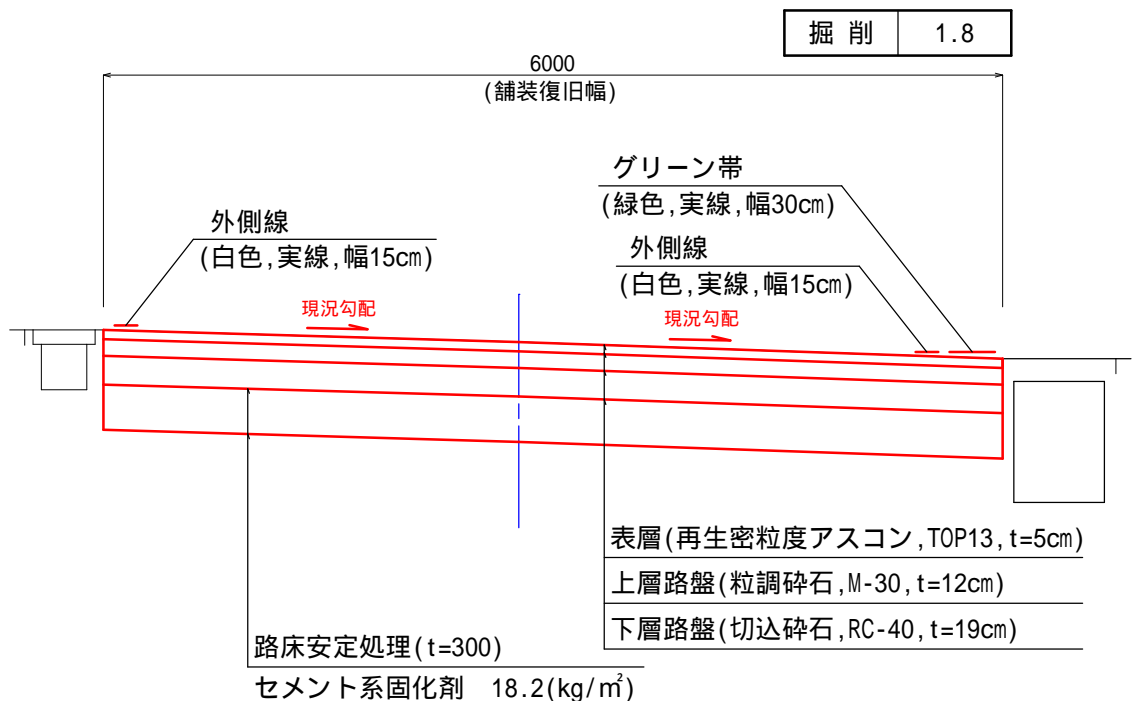 掘削 1.8
6000
(舗装復旧幅)
グリーン帯
(緑色,実線,幅30cm)
外側線
(白色,実線,幅15cm)
外側線
(白色,実線,幅15cm)
現況勾配
現況勾配
表層(再生密粒度アスコン,TOP13,t=5cm)
上層路盤(粒調砕石,M-30,t=12cm)
下層路盤(切込砕石,RC-40,t=19cm)
路床安定処理(t=300)
セメント系固化剤 18.2(kg/㎡)